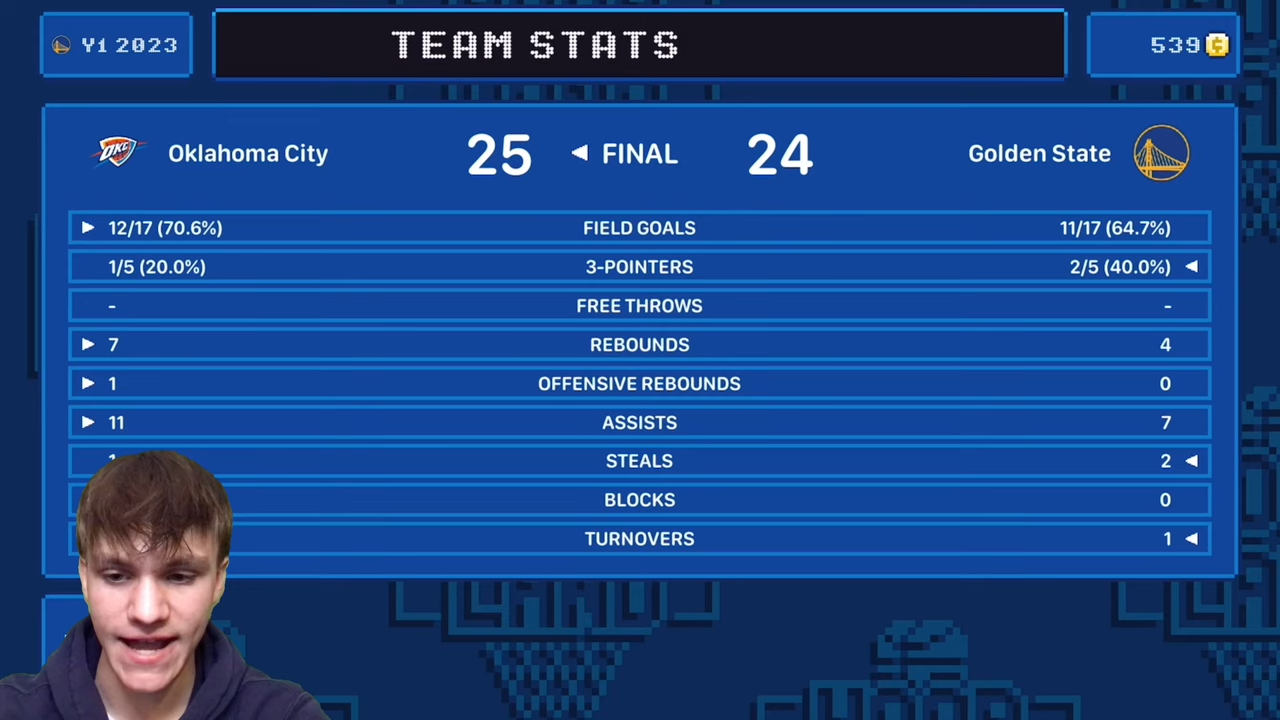 Y1 2023
TEAM STATS
539
OKC
Oklahoma City
25
FINAL
24
Golden State
12/17 (70.6%) FIELD GOALS 11/17 (64.7%)
1/5 (20.0%) 3-POINTERS 2/5 (40.0%)
- FREE THROWS -
7 REBOUNDS 4
1 OFFENSIVE REBOUNDS 0
11 ASSISTS 7
STEALS 2
BLOCKS 0
TURNOVERS 1